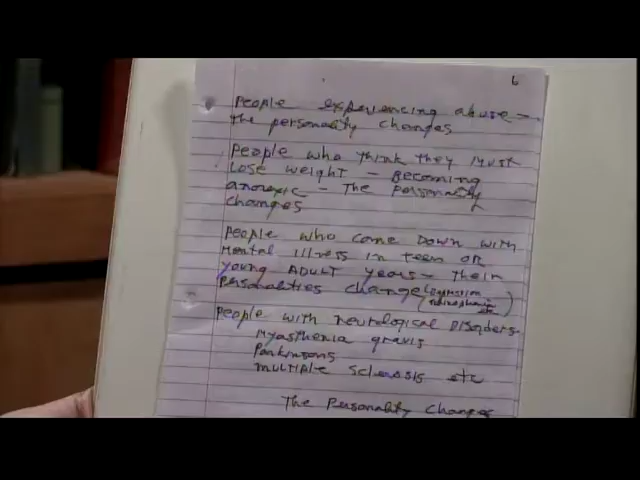 6
People experiencing abuse -
the personality changes
People who think they must
Lose weight - Becoming
anorexic - The Personality
changes
People who come Down with
Mental Illness in teen or
young ADULT years - Their
Personalities change (Depression
etc)
People with neurological Disorders
Myasthenia gravis
Parkinsons
MULTIPLE Sclerosis etc
The Personality Changes